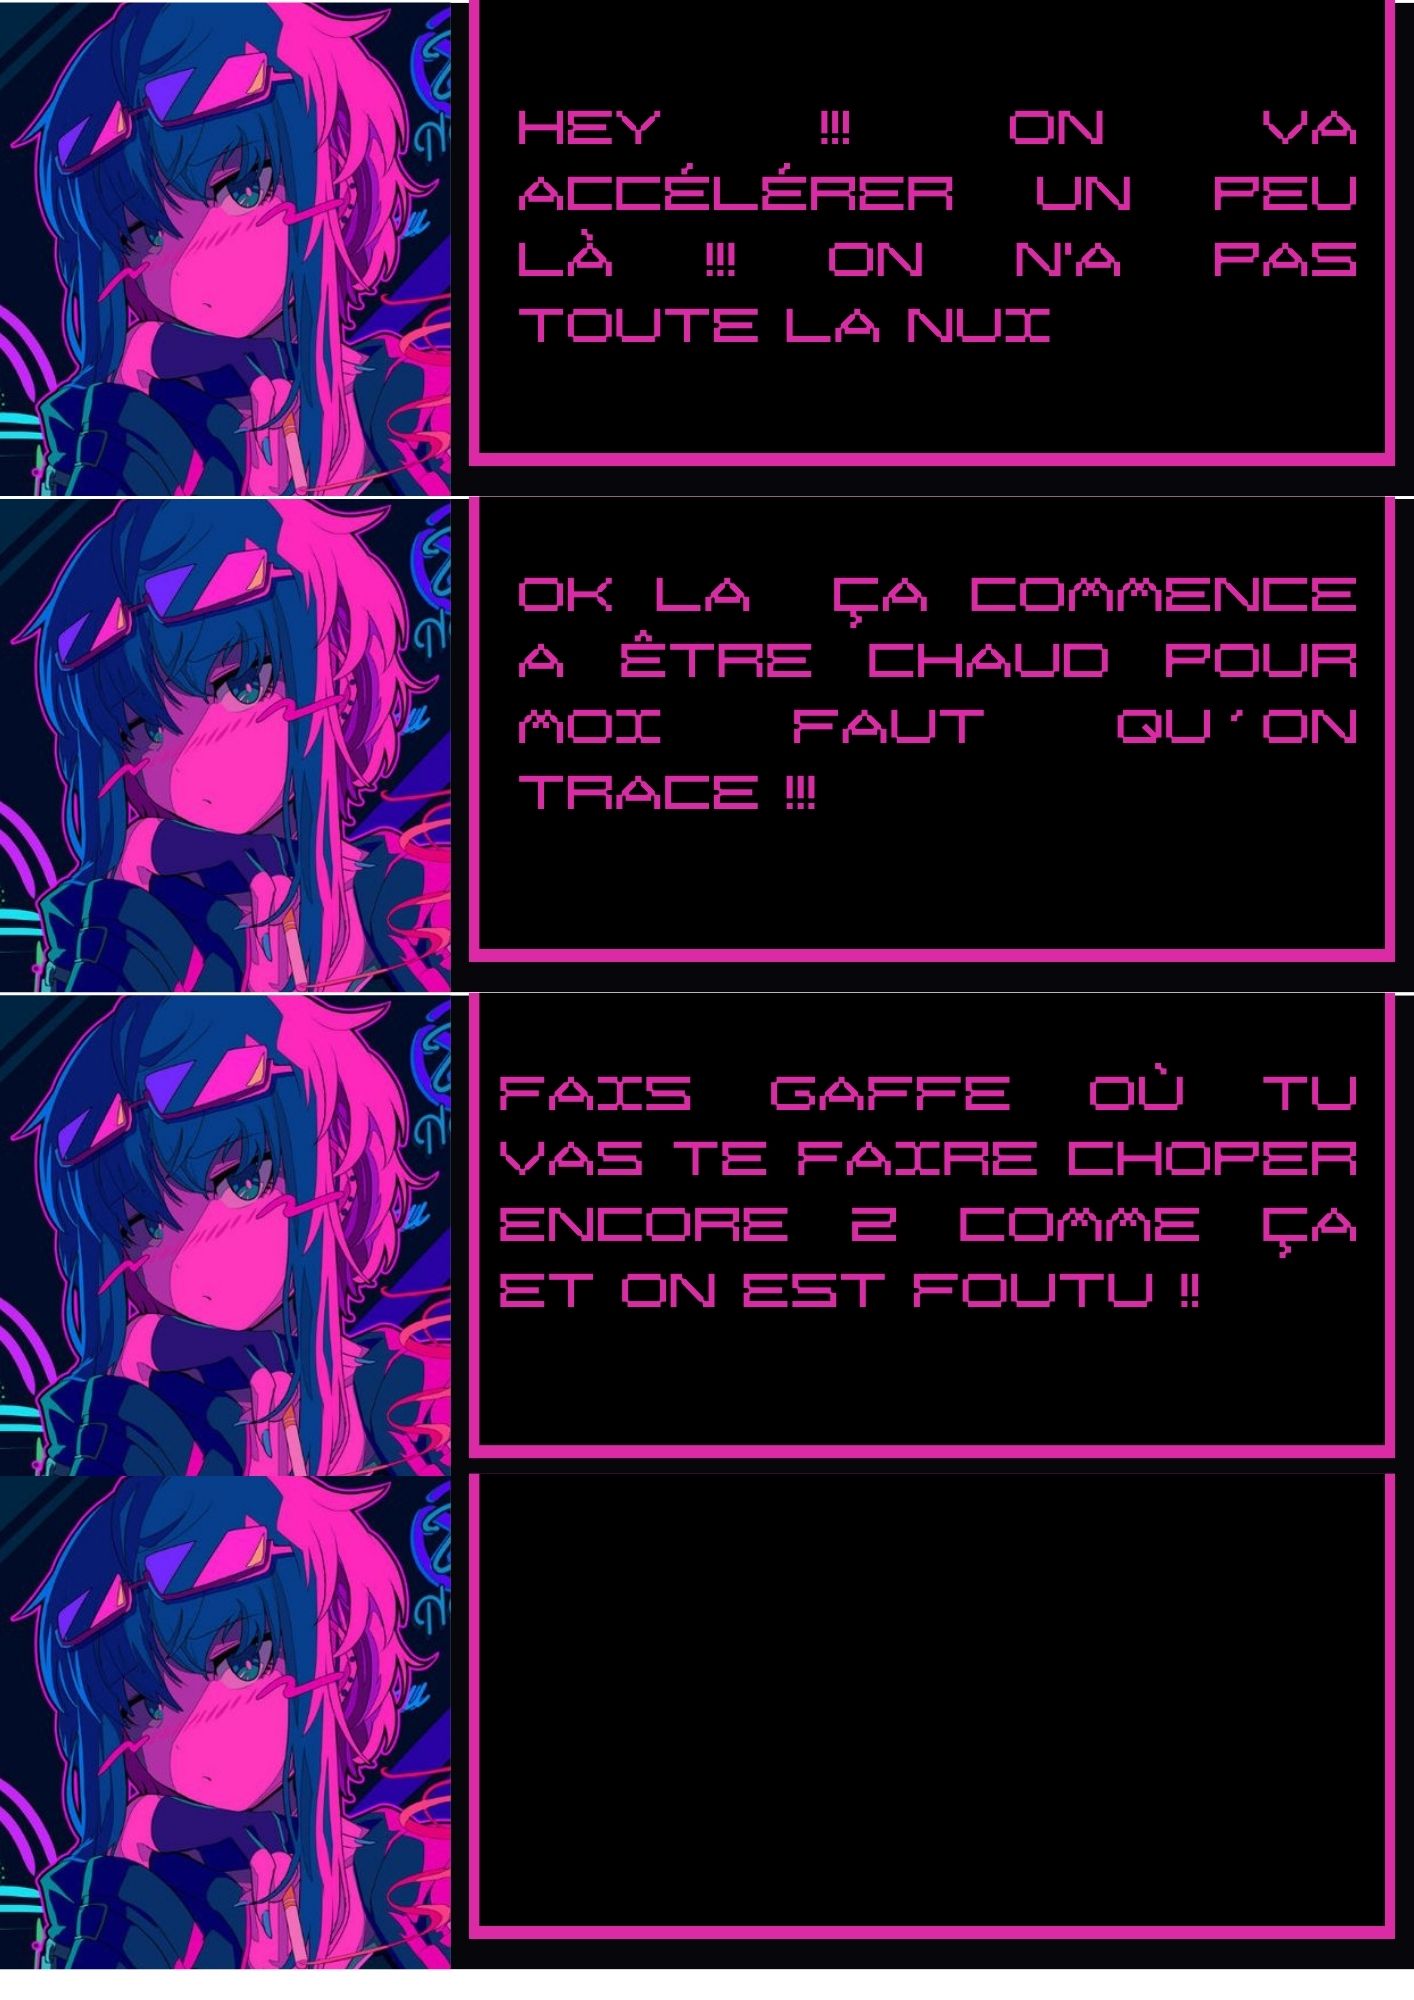 HEY !!! ON VA
ACCÉLÉRER UN PEU
LÀ !!! ON N'A PAS
TOUTE LA NUI
OK LA ÇA COMMENCE
A ÊTRE CHAUD POUR
MOI FAUT QU'ON
TRACE !!!
FAIS GAFFE OÙ TU
VAS TE FAIRE CHOPER
ENCORE 2 COMME ÇA
ET ON EST FOUTU !!